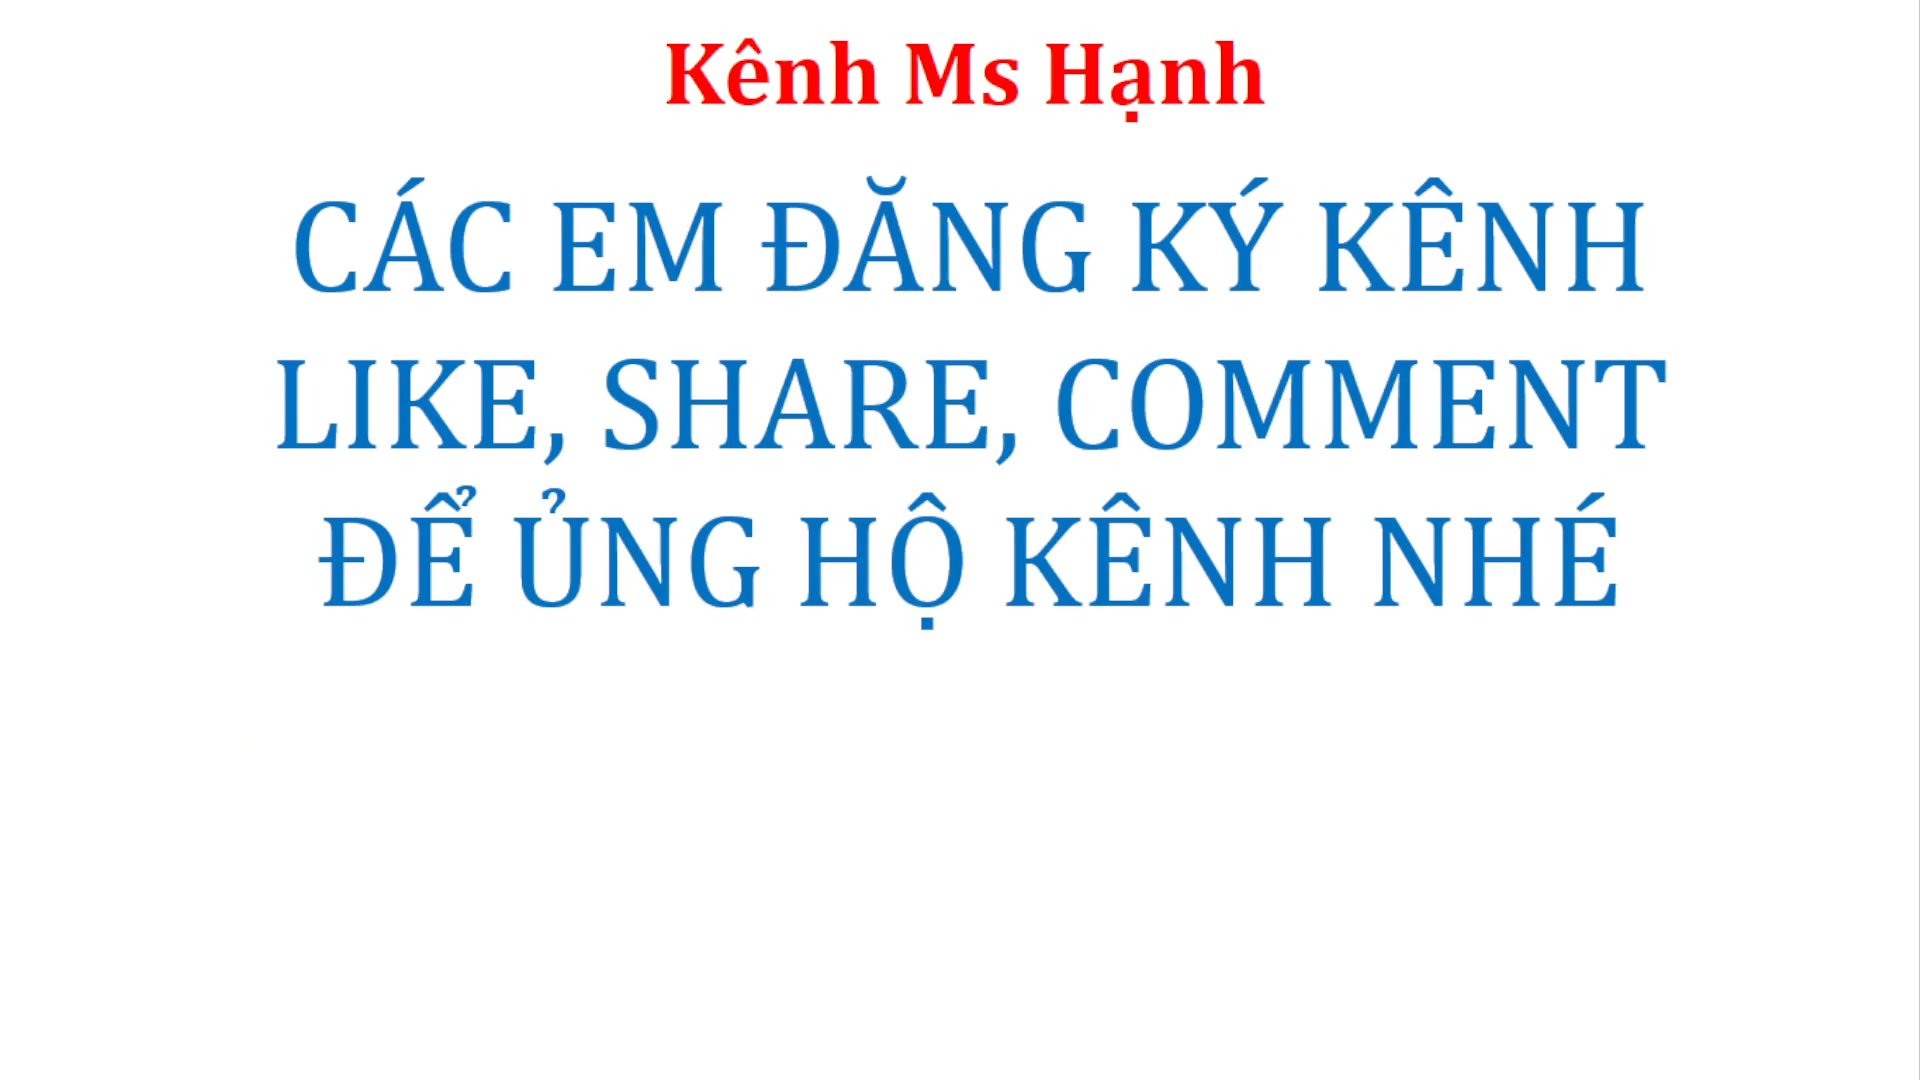 Kênh Ms Hạnh
CÁC EM ĐĂNG KÝ KÊNH
LIKE, SHARE, COMMENT
ĐỂ ỦNG HỘ KÊNH NHÉ